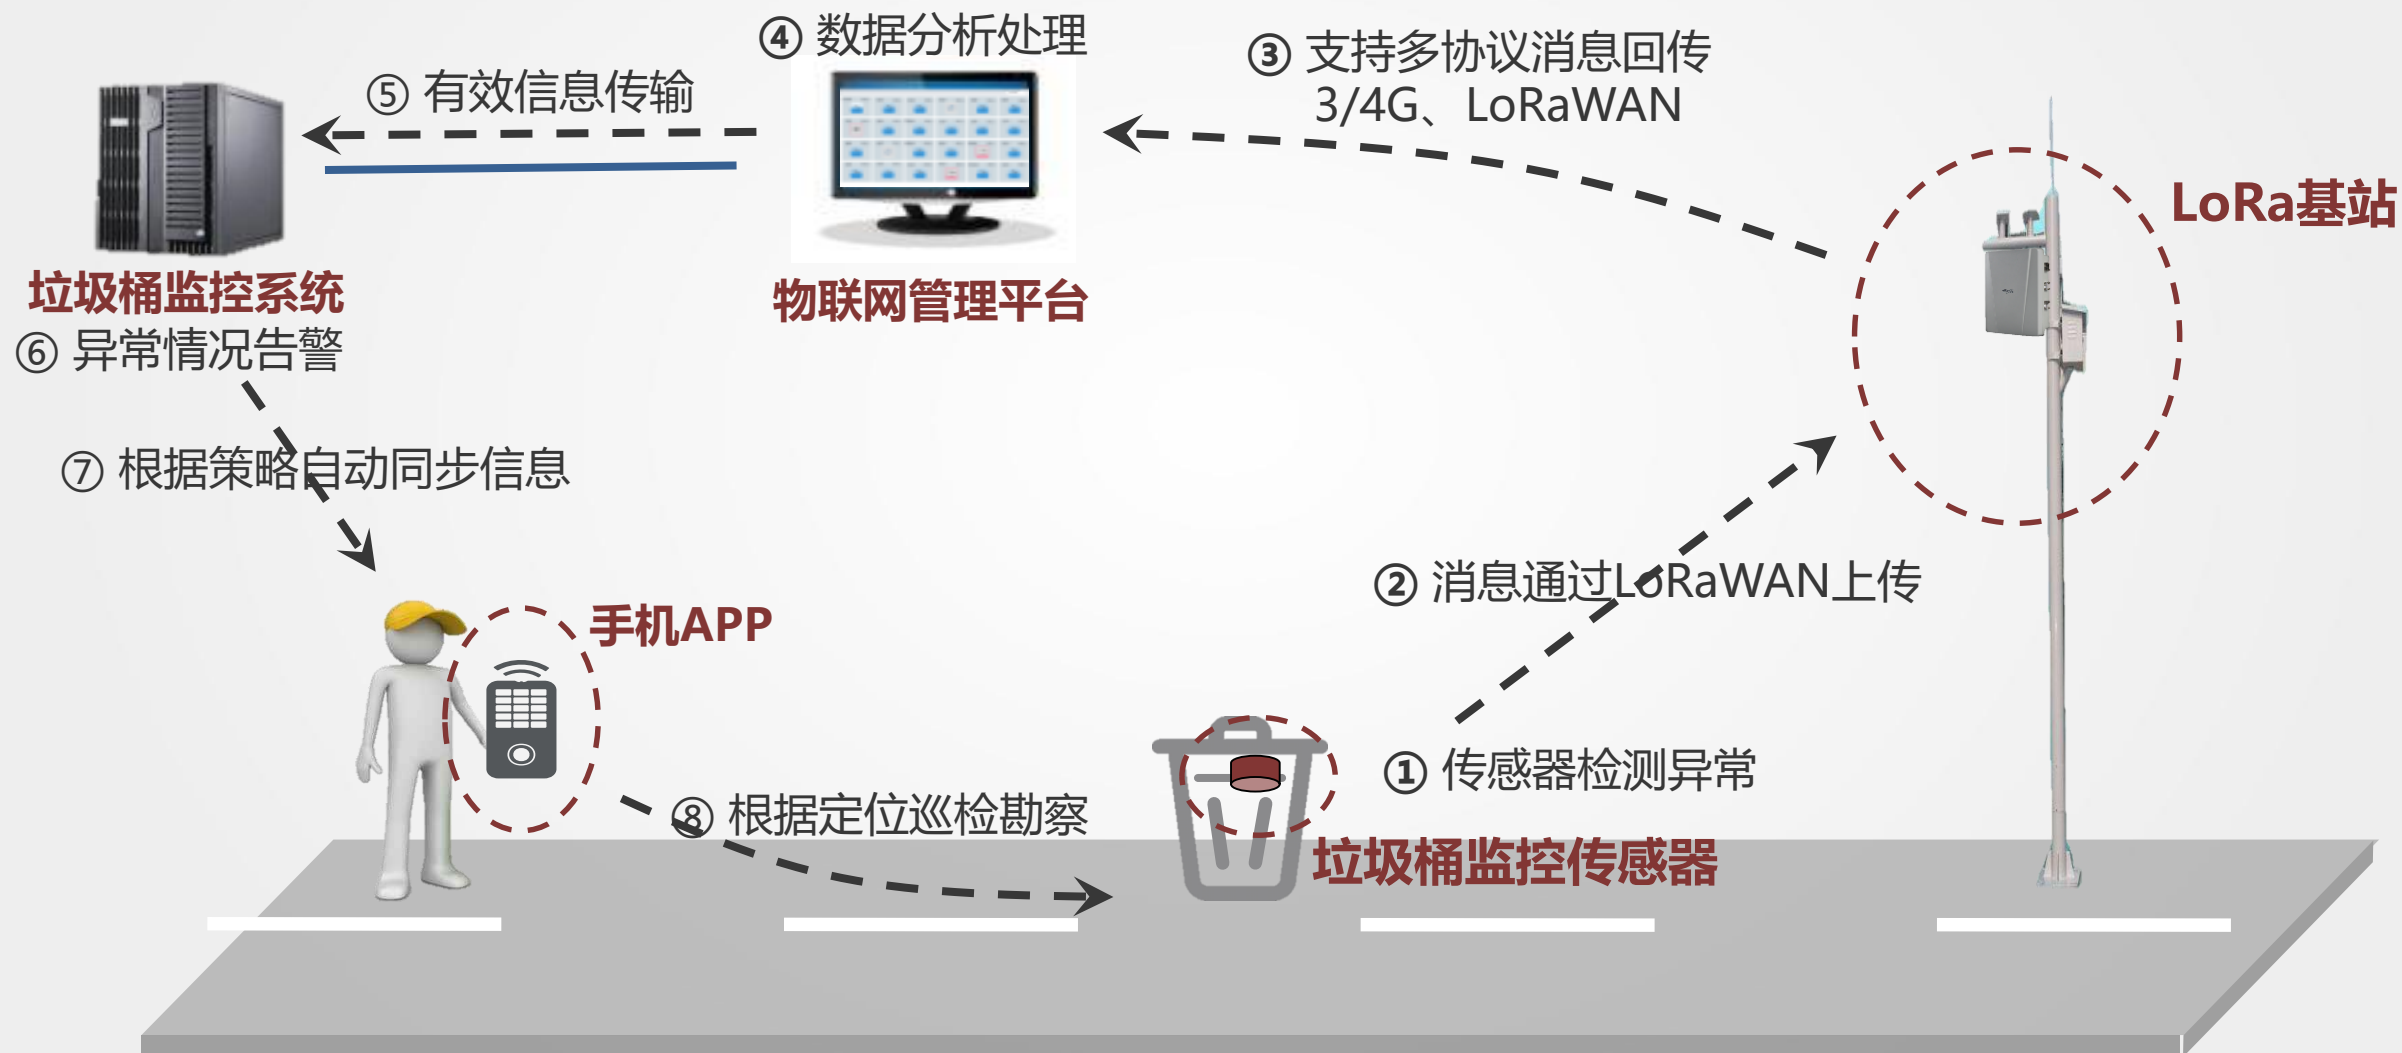 ④ 数据分析处理
③ 支持多协议消息回传
3/4G、LoRaWAN
⑤ 有效信息传输
LoRa基站
垃圾桶监控系统
物联网管理平台
⑥ 异常情况告警
⑦ 根据策略自动同步信息
② 消息通过LoRaWAN上传
手机APP
① 传感器检测异常
⑧ 根据定位巡检勘察
垃圾桶监控传感器